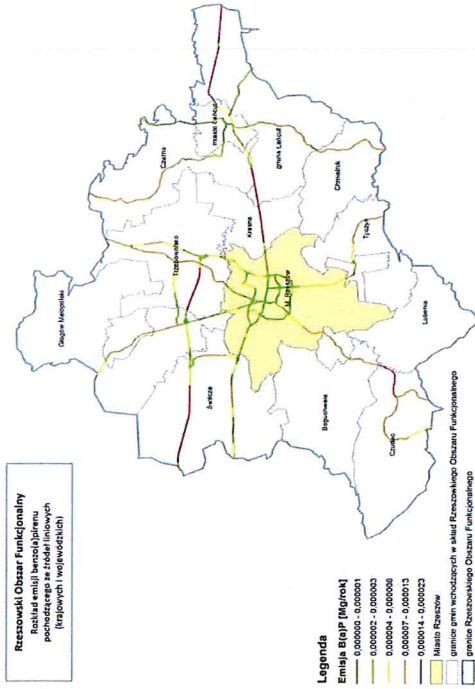 Rzeszowski Obszar Funkcjonalny
Rozkład emisji benzo(a)pirenu
pochodzącego ze źródeł liniowych
(krajowych i wojewódzkich)
Głogów Małopolski
Trzebownisko
Czarna
miasto Łańcut
Świlcza
Krasne
gmina Łańcut
M. Rzeszów
Chmielnik
Boguchwała
Tyczyn
Lubenia
Czudec
Legenda
Emisja B(a)P [Mg/rok]
0,000000 - 0,000001
0,000002 - 0,000003
0,000004 - 0,000006
0,000007 - 0,000013
0,000014 - 0,000023
Miasto Rzeszów
granice gmin wchodzących w skład Rzeszowskiego Obszaru Funkcjonalnego
granice Rzeszowskiego Obszaru Funkcjonalnego